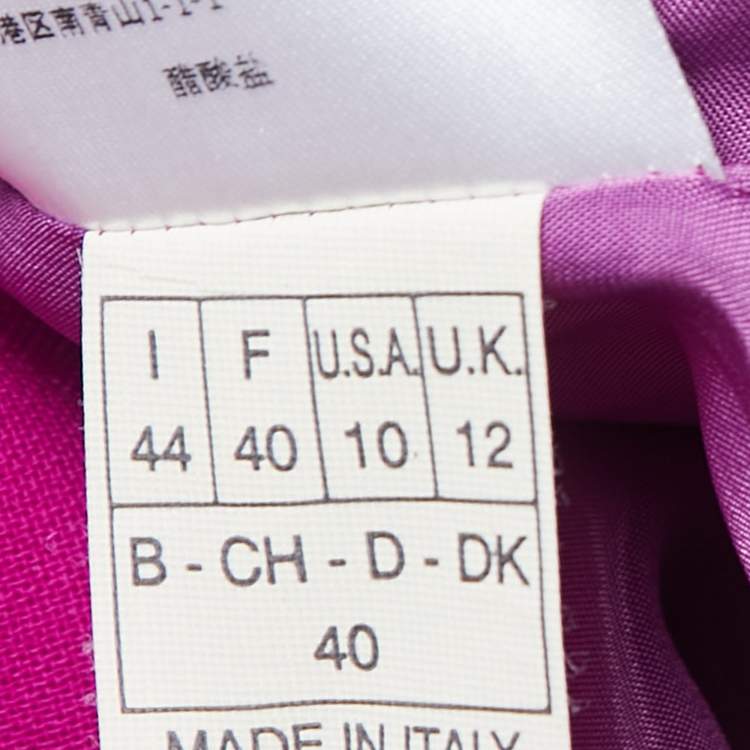 港区南青山1-1-1
醋酸盐
I F U.S.A. U.K.
44 40 10 12
B - CH - D - DK
40
MADE IN ITALY